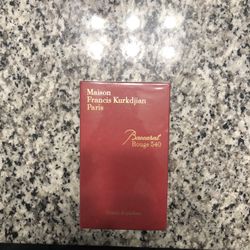 Maison
Francis Kurkdjian
Paris
Baccarat
Rouge 540